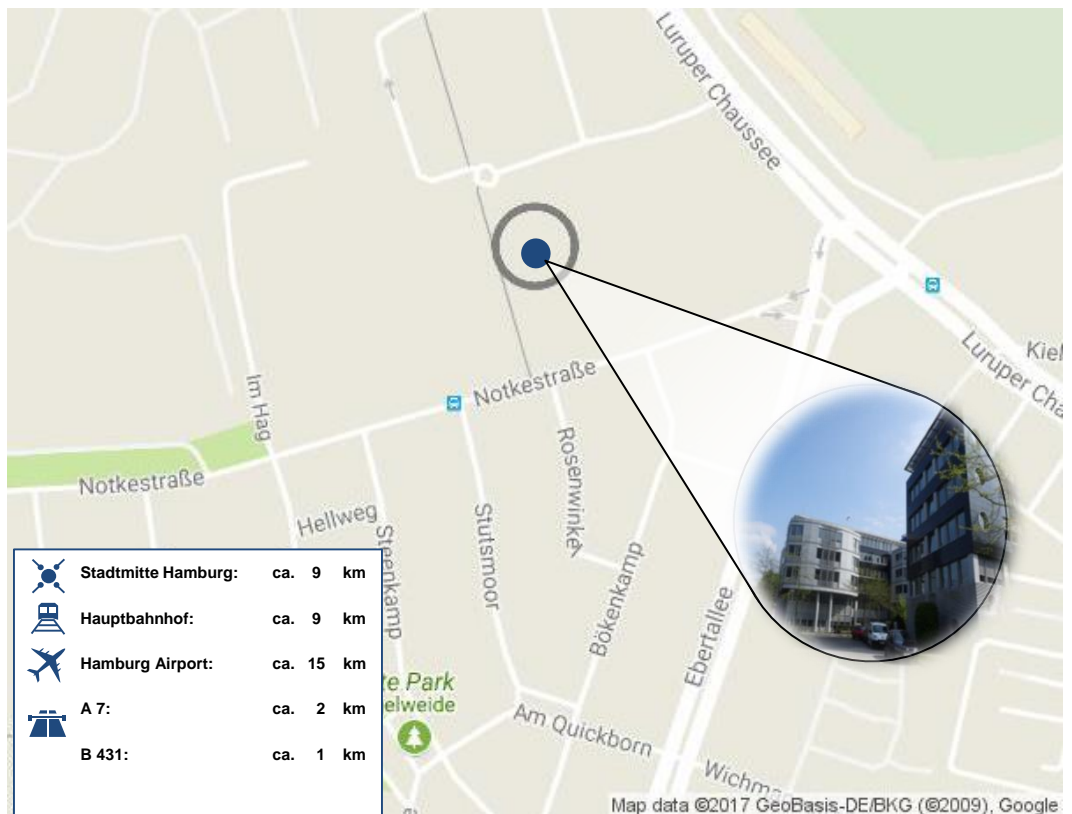 Luruper Chaussee
Kiel
Luruper Cha
Notkestraße
Im Hag
Rosenwinkel
Notkestraße
Hellweg
Stutsmoor
Steenkamp
Bökenkamp
Ebertallee
Stadtmitte Hamburg: ca. 9 km
Hauptbahnhof: ca. 9 km
Hamburg Airport: ca. 15 km
A 7: ca. 2 km
B 431: ca. 1 km
te Park
elweide
Am Quickborn
Wichma
Map data ©2017 GeoBasis-DE/BKG (©2009), Google